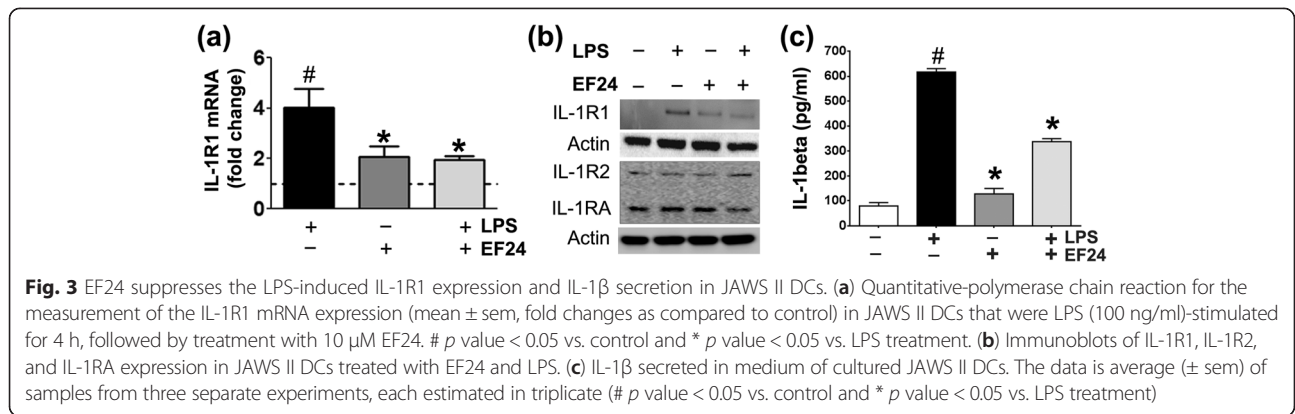 (a)
6
4
2
0
IL-1R1 mRNA
(fold change)
#
*
*
+ – + LPS
– + + EF24
(b)
LPS – + – +
EF24 – – + +
IL-1R1
Actin
IL-1R2
IL-1RA
Actin
(c)
700
600
500
400
300
200
100
0
IL-1beta (pg/ml)
#
*
*
– + – + LPS
– – + + EF24
Fig. 3 EF24 suppresses the LPS-induced IL-1R1 expression and IL-1β secretion in JAWS II DCs. (a) Quantitative-polymerase chain reaction for the
measurement of the IL-1R1 mRNA expression (mean ± sem, fold changes as compared to control) in JAWS II DCs that were LPS (100 ng/ml)-stimulated
for 4 h, followed by treatment with 10 μM EF24. # p value < 0.05 vs. control and * p value < 0.05 vs. LPS treatment. (b) Immunoblots of IL-1R1, IL-1R2,
and IL-1RA expression in JAWS II DCs treated with EF24 and LPS. (c) IL-1β secreted in medium of cultured JAWS II DCs. The data is average (± sem) of
samples from three separate experiments, each estimated in triplicate (# p value < 0.05 vs. control and * p value < 0.05 vs. LPS treatment)